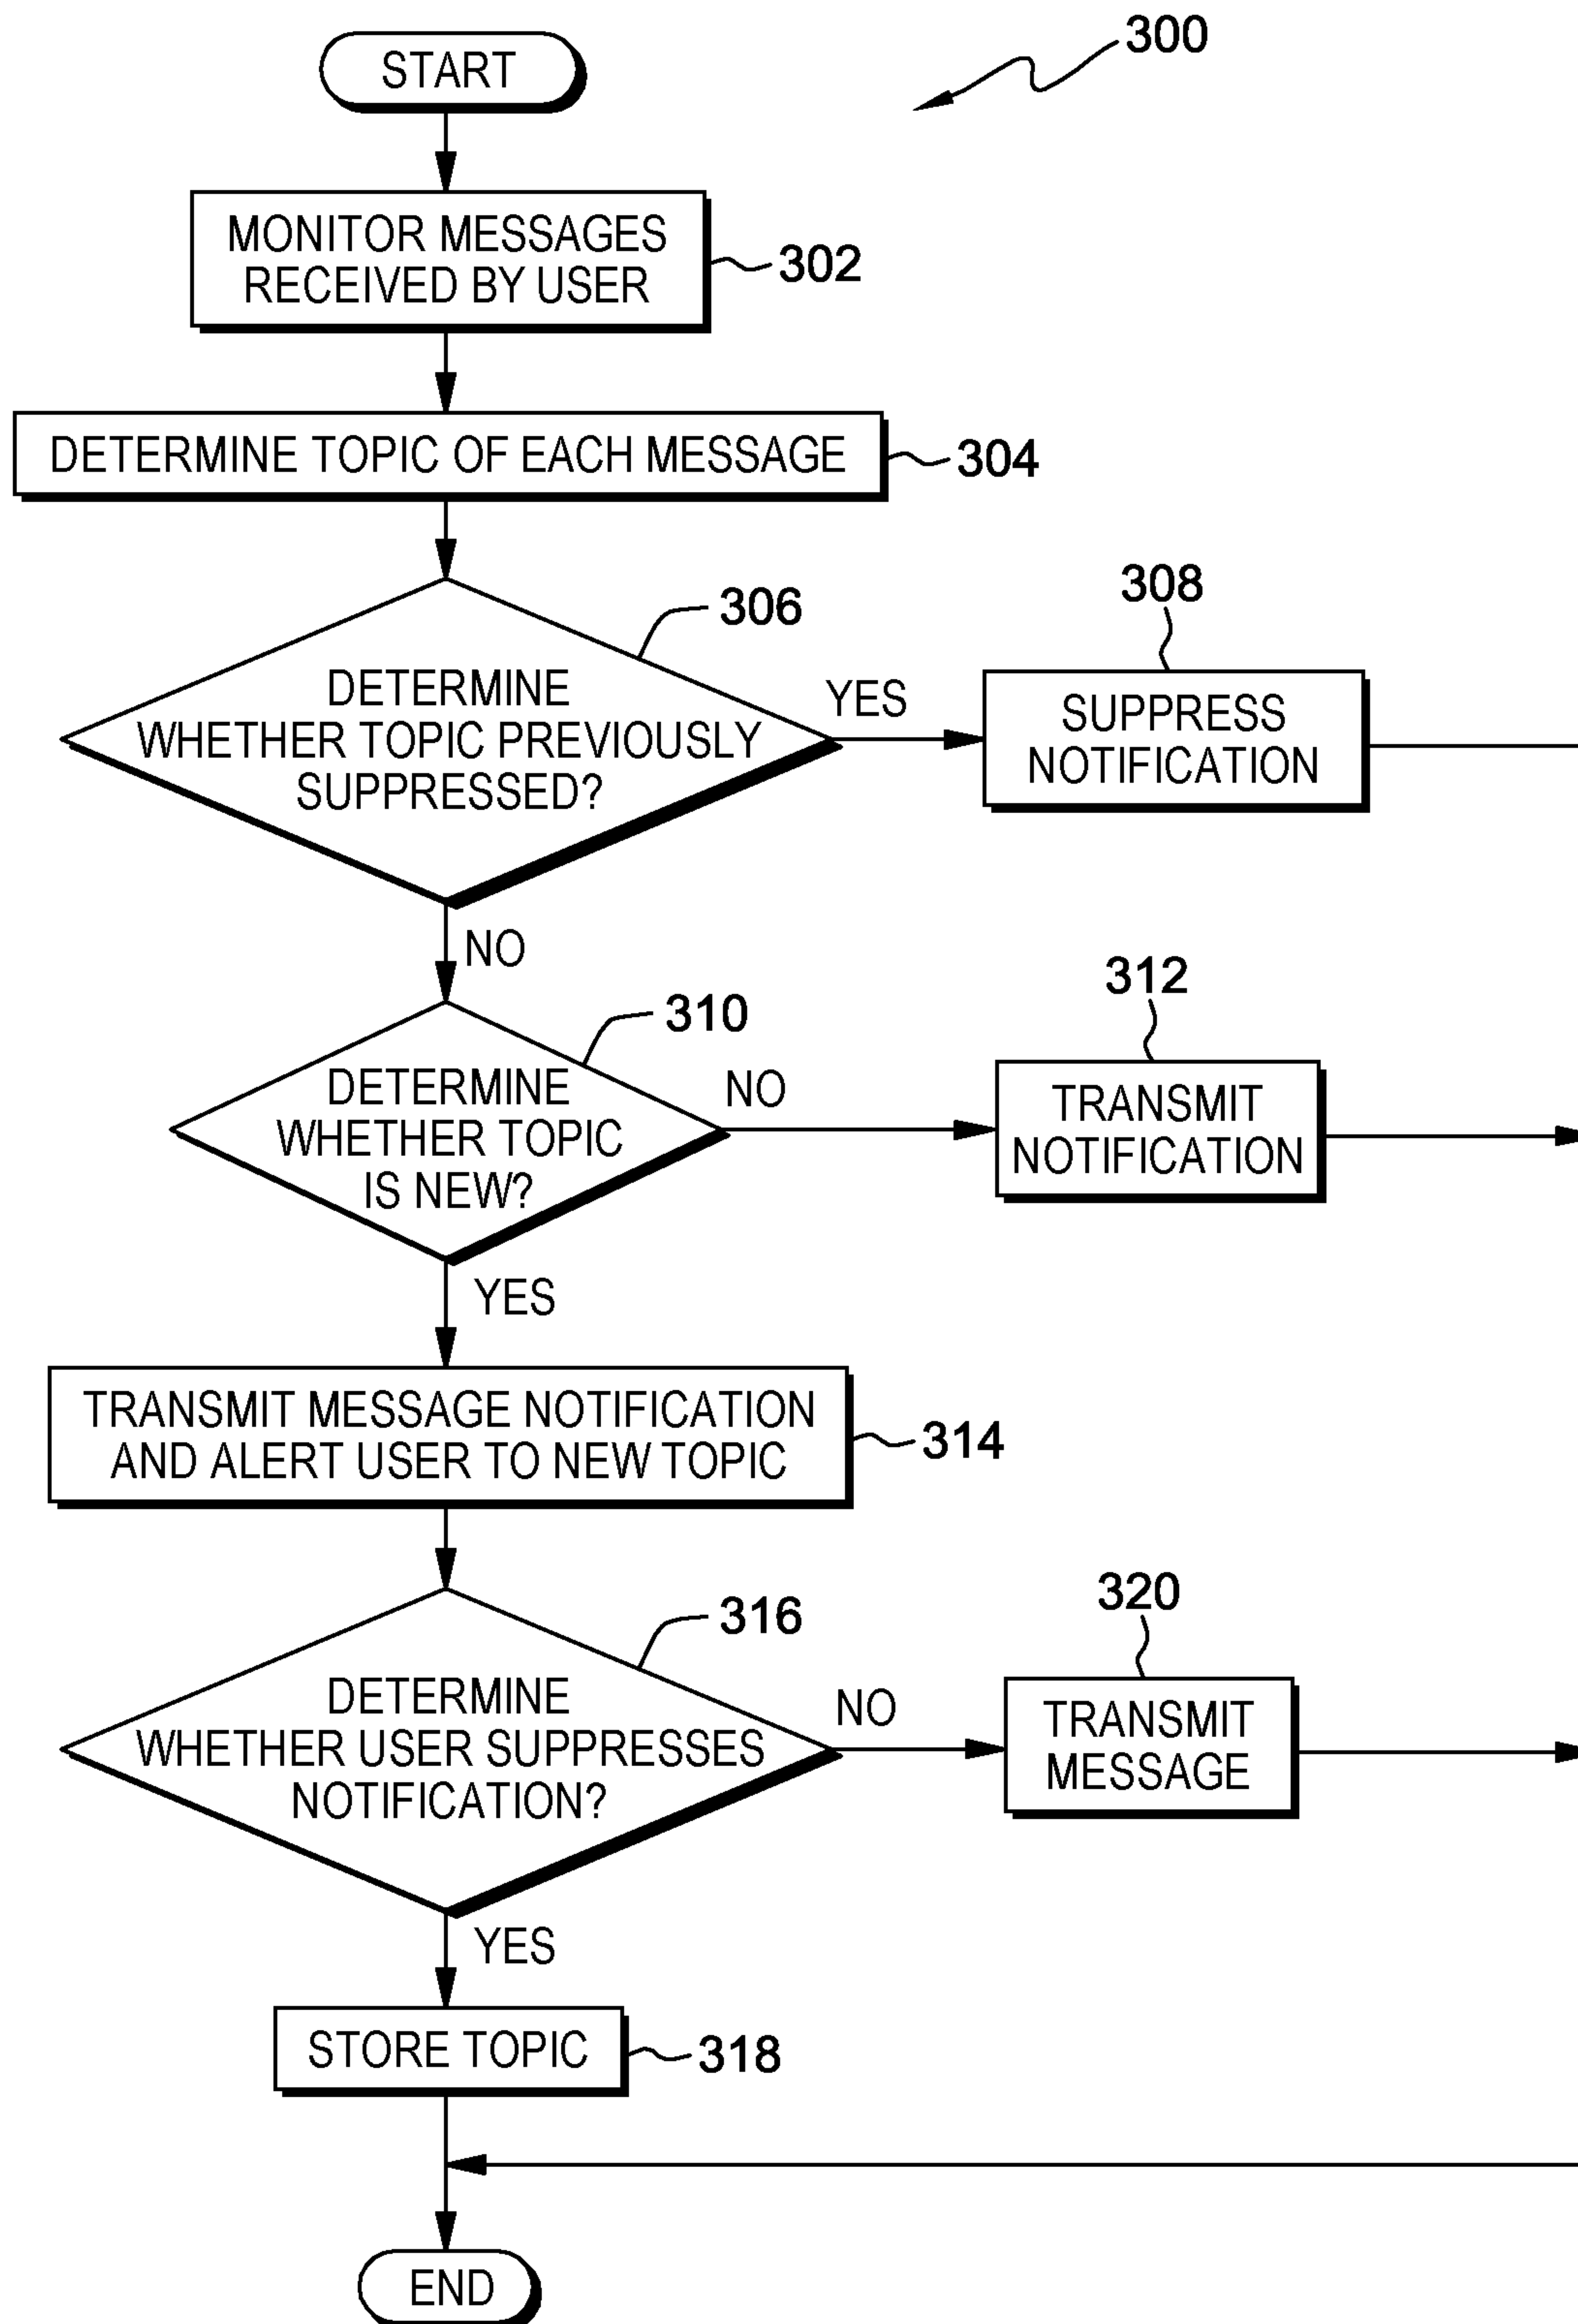 START
300
MONITOR MESSAGES
RECEIVED BY USER
302
DETERMINE TOPIC OF EACH MESSAGE
304
306
DETERMINE
WHETHER TOPIC PREVIOUSLY
SUPPRESSED?
YES
308
SUPPRESS
NOTIFICATION
NO
310
DETERMINE
WHETHER TOPIC
IS NEW?
NO
312
TRANSMIT
NOTIFICATION
YES
TRANSMIT MESSAGE NOTIFICATION
AND ALERT USER TO NEW TOPIC
314
316
DETERMINE
WHETHER USER SUPPRESSES
NOTIFICATION?
NO
320
TRANSMIT
MESSAGE
YES
STORE TOPIC
318
END